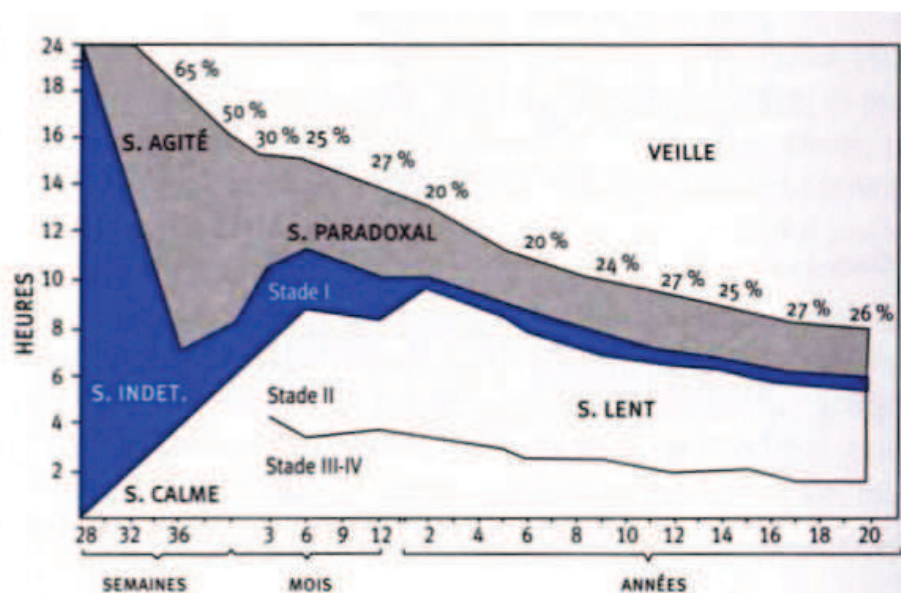 24
18
16
14
12
10
8
6
4
2
HEURES
65 %
50 %
30 % 25 %
27 %
20 %
20 %
24 %
27 %
25 %
27 %
26 %
S. AGITÉ
VEILLE
S. PARADOXAL
Stade I
S. INDET.
Stade II
S. LENT
Stade III-IV
S. CALME
28 32 36 3 6 9 12 2 4 6 8 10 12 14 16 18 20
SEMAINES MOIS ANNÉES